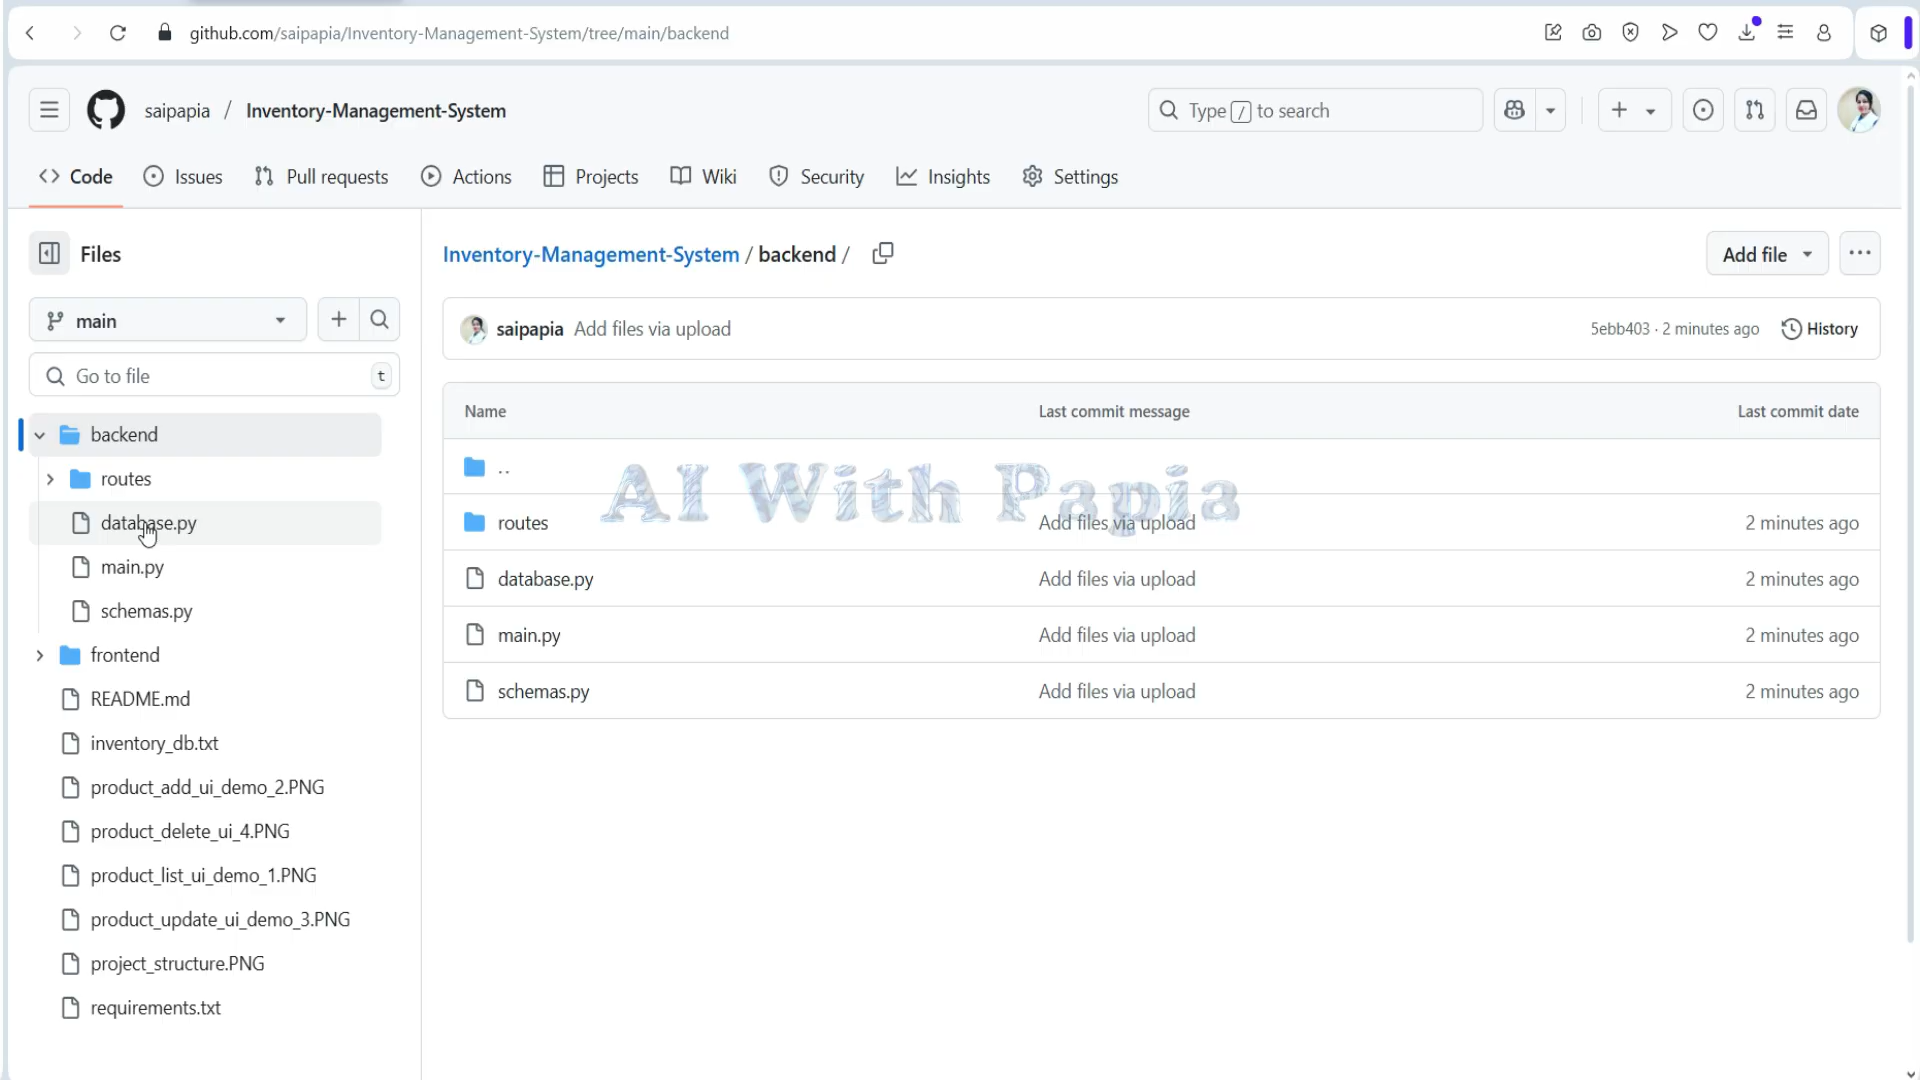 github.com/saipapia/Inventory-Management-System/tree/main/backend
saipapia / Inventory-Management-System
Type / to search
Code
Issues
Pull requests
Actions
Projects
Wiki
Security
Insights
Settings
Files
Inventory-Management-System / backend /
Add file
main
saipapia Add files via upload
5ebb403 · 2 minutes ago
History
Go to file
t
Name
Last commit message
Last commit date
backend
..
AI With Papia
routes
routes
Add files via upload
2 minutes ago
database.py
database.py
Add files via upload
2 minutes ago
main.py
main.py
Add files via upload
2 minutes ago
schemas.py
schemas.py
Add files via upload
2 minutes ago
frontend
README.md
inventory_db.txt
product_add_ui_demo_2.PNG
product_delete_ui_4.PNG
product_list_ui_demo_1.PNG
product_update_ui_demo_3.PNG
project_structure.PNG
requirements.txt